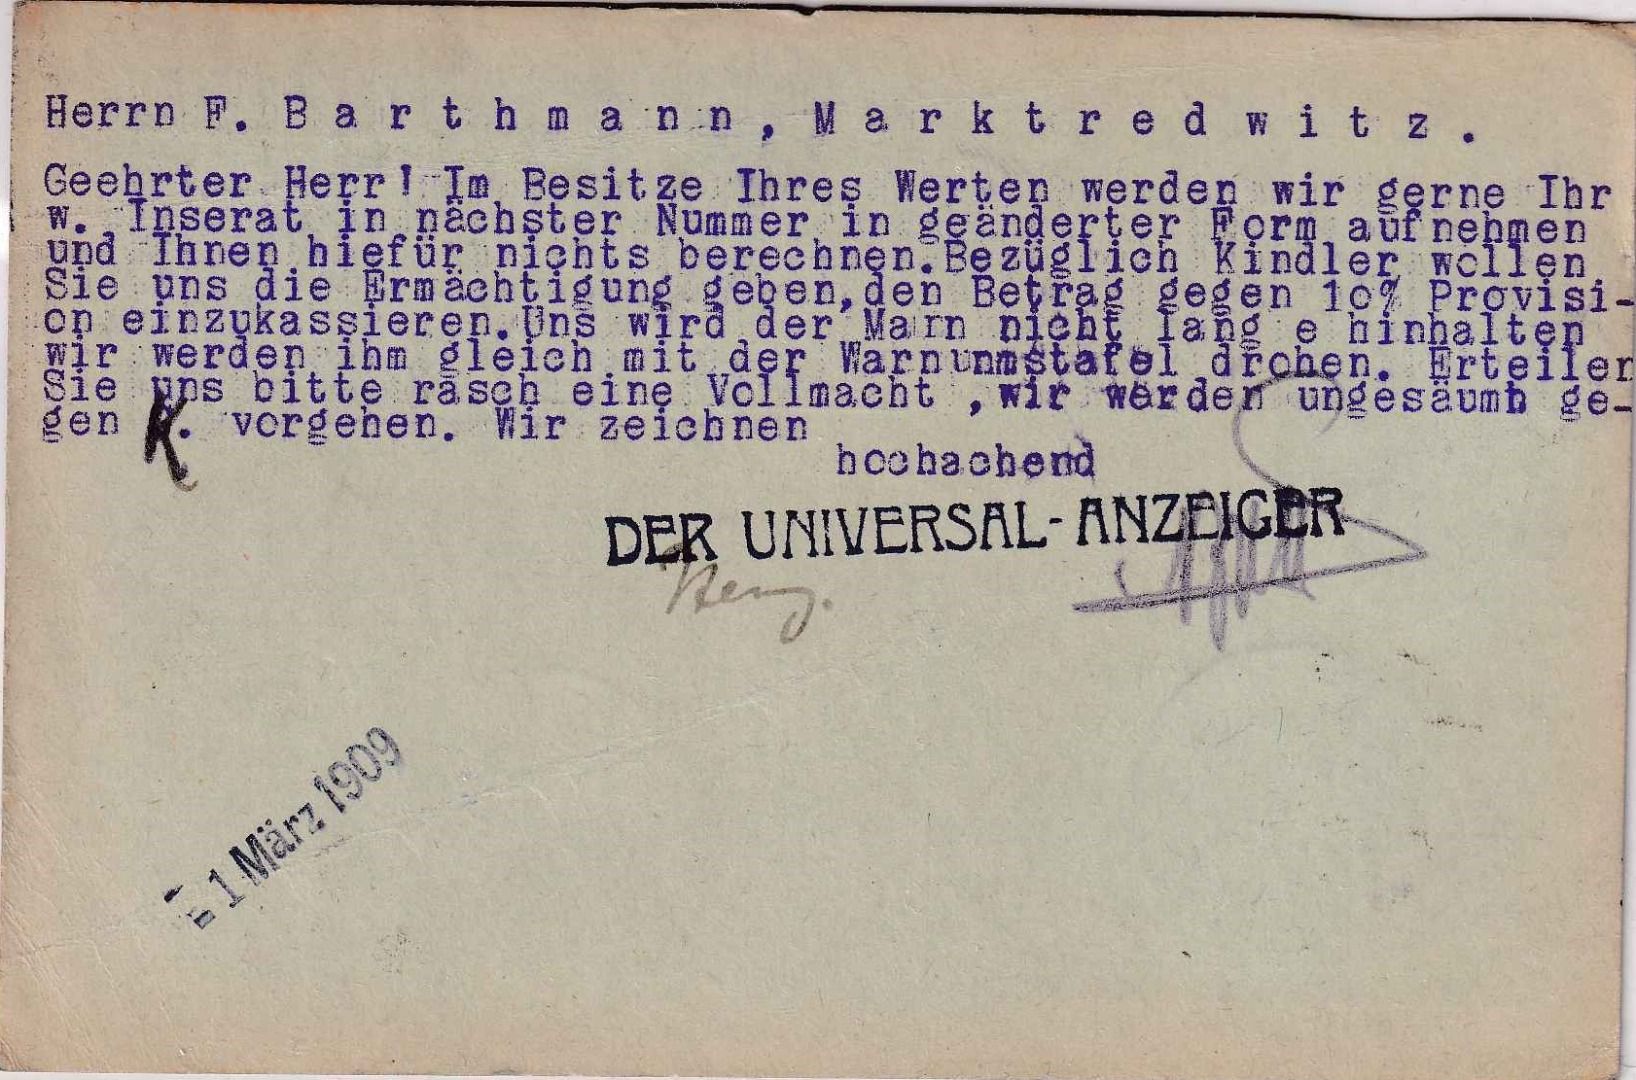 Herrn F. Barthmann, Marktredwitz.
Geehrter Herr! Im Besitze Ihres Werten werden wir gerne Ihr
w. Inserat in nächster Nummer in geänderter Form aufnehmen
und Ihnen hiefür nichts berechnen.Bezüglich Kindler wollen
Sie uns die Ermächtigung geben,den Betrag gegen 10% Provisi-
on einzukassieren.Uns wird der Mann nicht lang e hinhalten
wir werden ihm gleich mit der Warnunmstafel drohen. Erteilen
Sie uns bitte rasch eine Vollmacht ,wir werden ungesäumh ge-
gen K. vorgehen. Wir zeichnen
hochachend
DER UNIVERSAL-ANZEIGER
1 März 1909